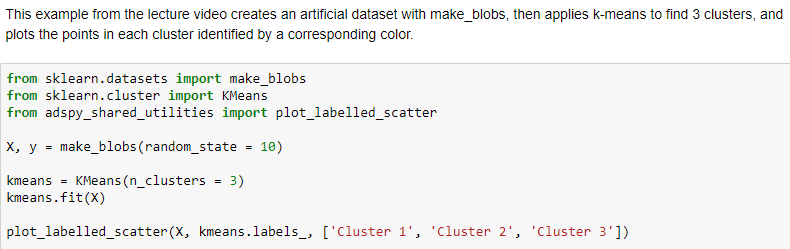 This example from the lecture video creates an artificial dataset with make_blobs, then applies k-means to find 3 clusters, and
plots the points in each cluster identified by a corresponding color.
from sklearn.datasets import make_blobs
from sklearn.cluster import KMeans
from adspy_shared_utilities import plot_labelled_scatter
X, y = make_blobs(random_state = 10)
kmeans = KMeans(n_clusters = 3)
kmeans.fit(X)
plot_labelled_scatter(X, kmeans.labels_, ['Cluster 1', 'Cluster 2', 'Cluster 3'])